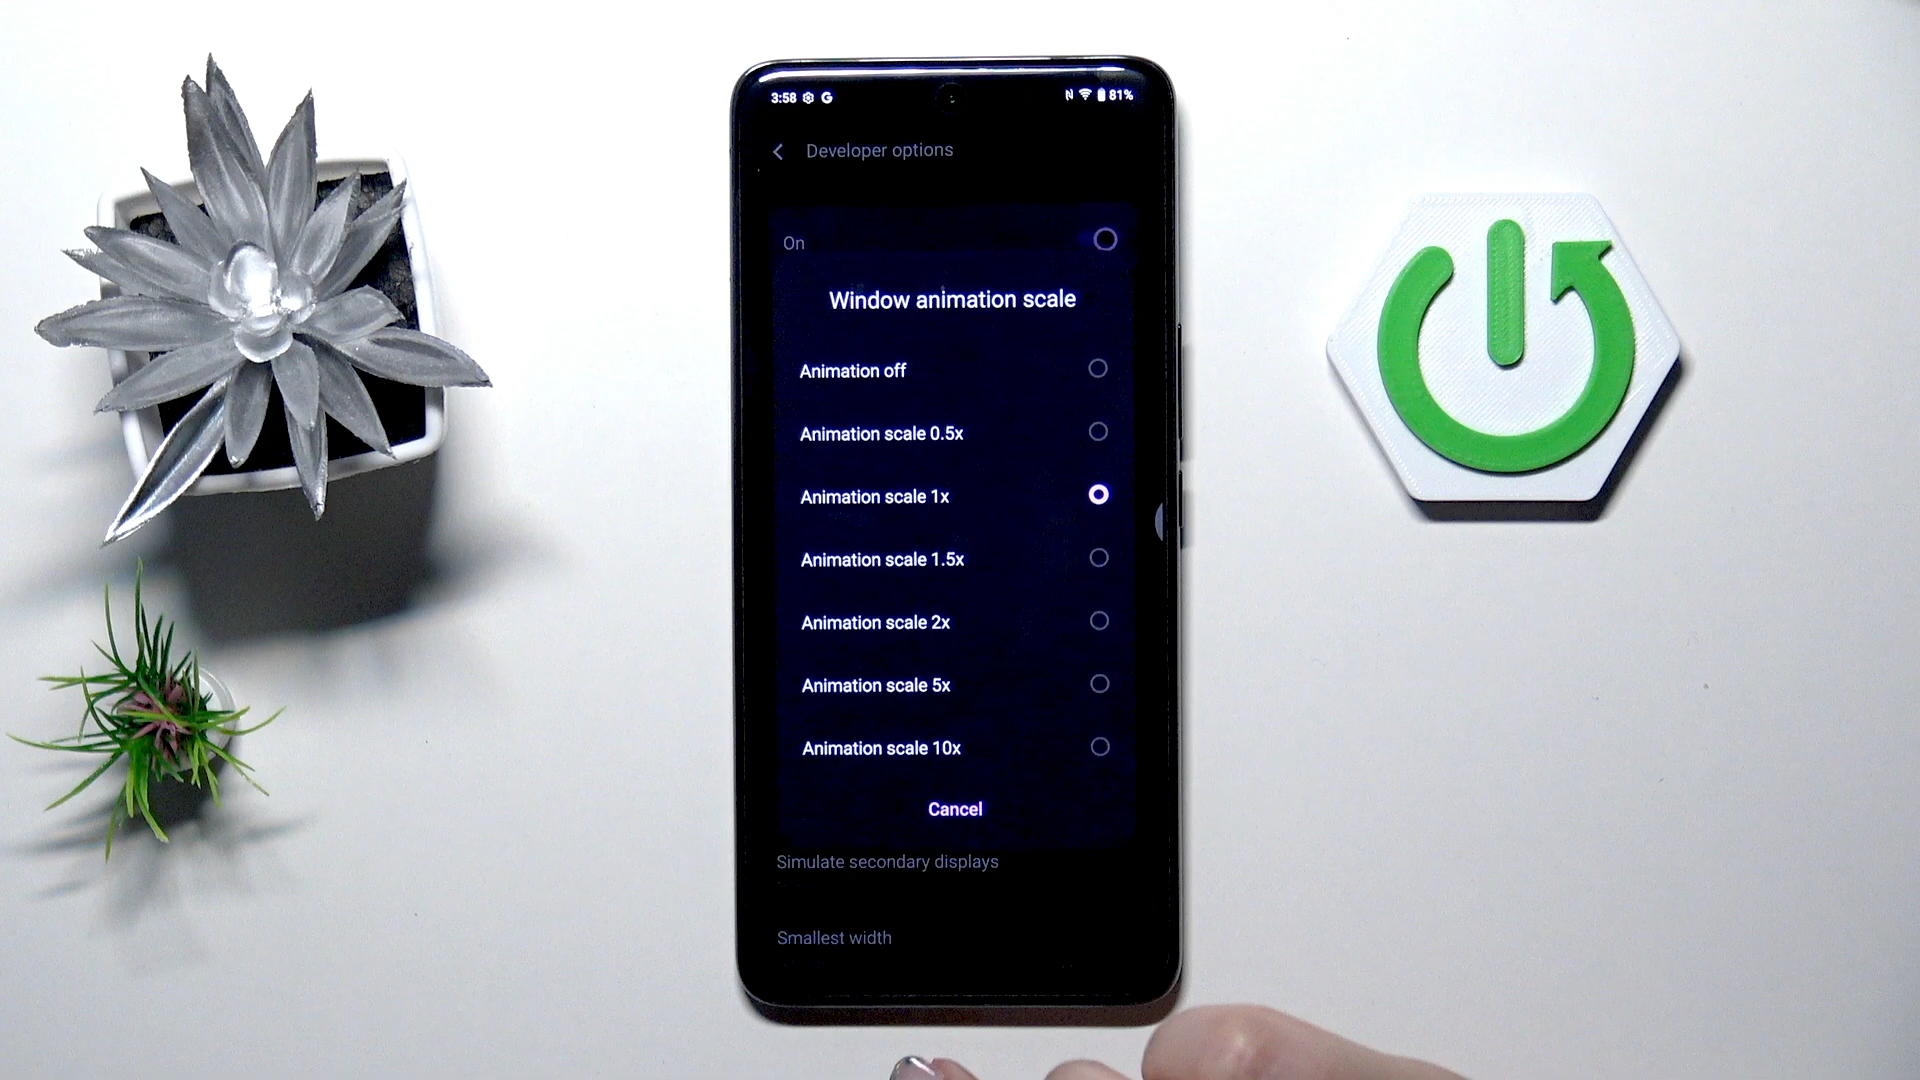 3:58 G N 81%
Developer options
On
Window animation scale
Animation off
Animation scale 0.5x
Animation scale 1x
Animation scale 1.5x
Animation scale 2x
Animation scale 5x
Animation scale 10x
Cancel
Simulate secondary displays
Smallest width